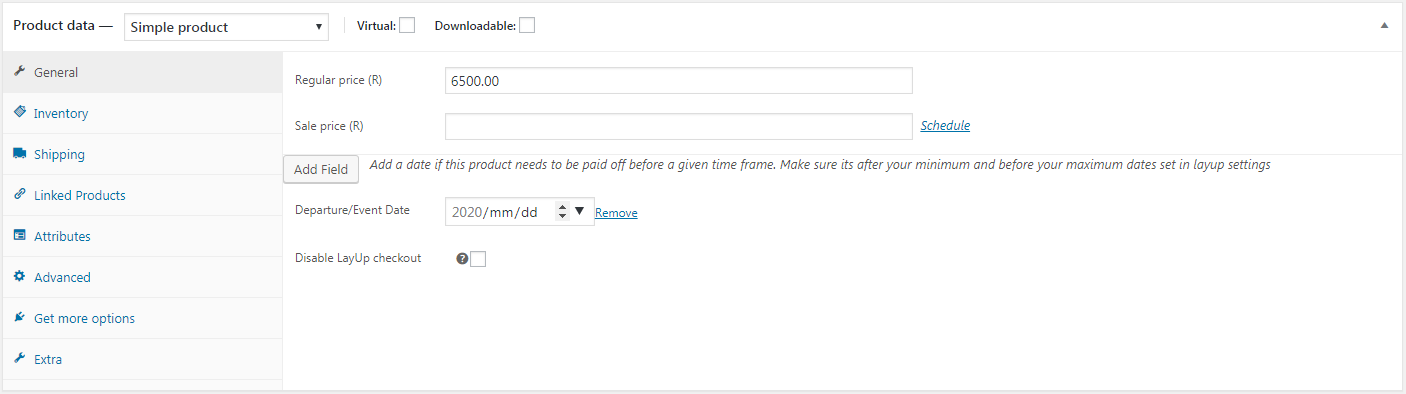 Product data — Simple product Virtual: Downloadable:
General
Inventory
Shipping
Linked Products
Attributes
Advanced
Get more options
Extra
Regular price (R) 6500.00
Sale price (R) Schedule
Add Field Add a date if this product needs to be paid off before a given time frame. Make sure its after your minimum and before your maximum dates set in layup settings
Departure/Event Date 2020/mm/dd Remove
Disable LayUp checkout ?